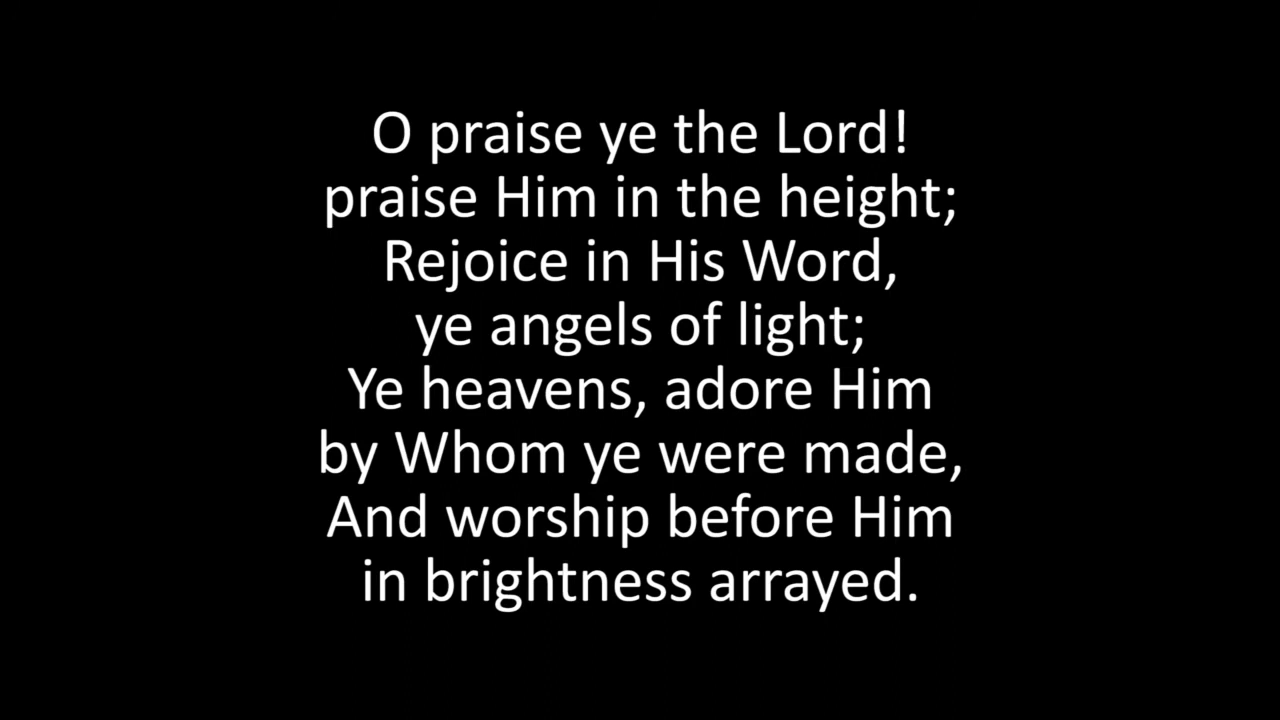 O praise ye the Lord!
praise Him in the height;
Rejoice in His Word,
ye angels of light;
Ye heavens, adore Him
by Whom ye were made,
And worship before Him
in brightness arrayed.